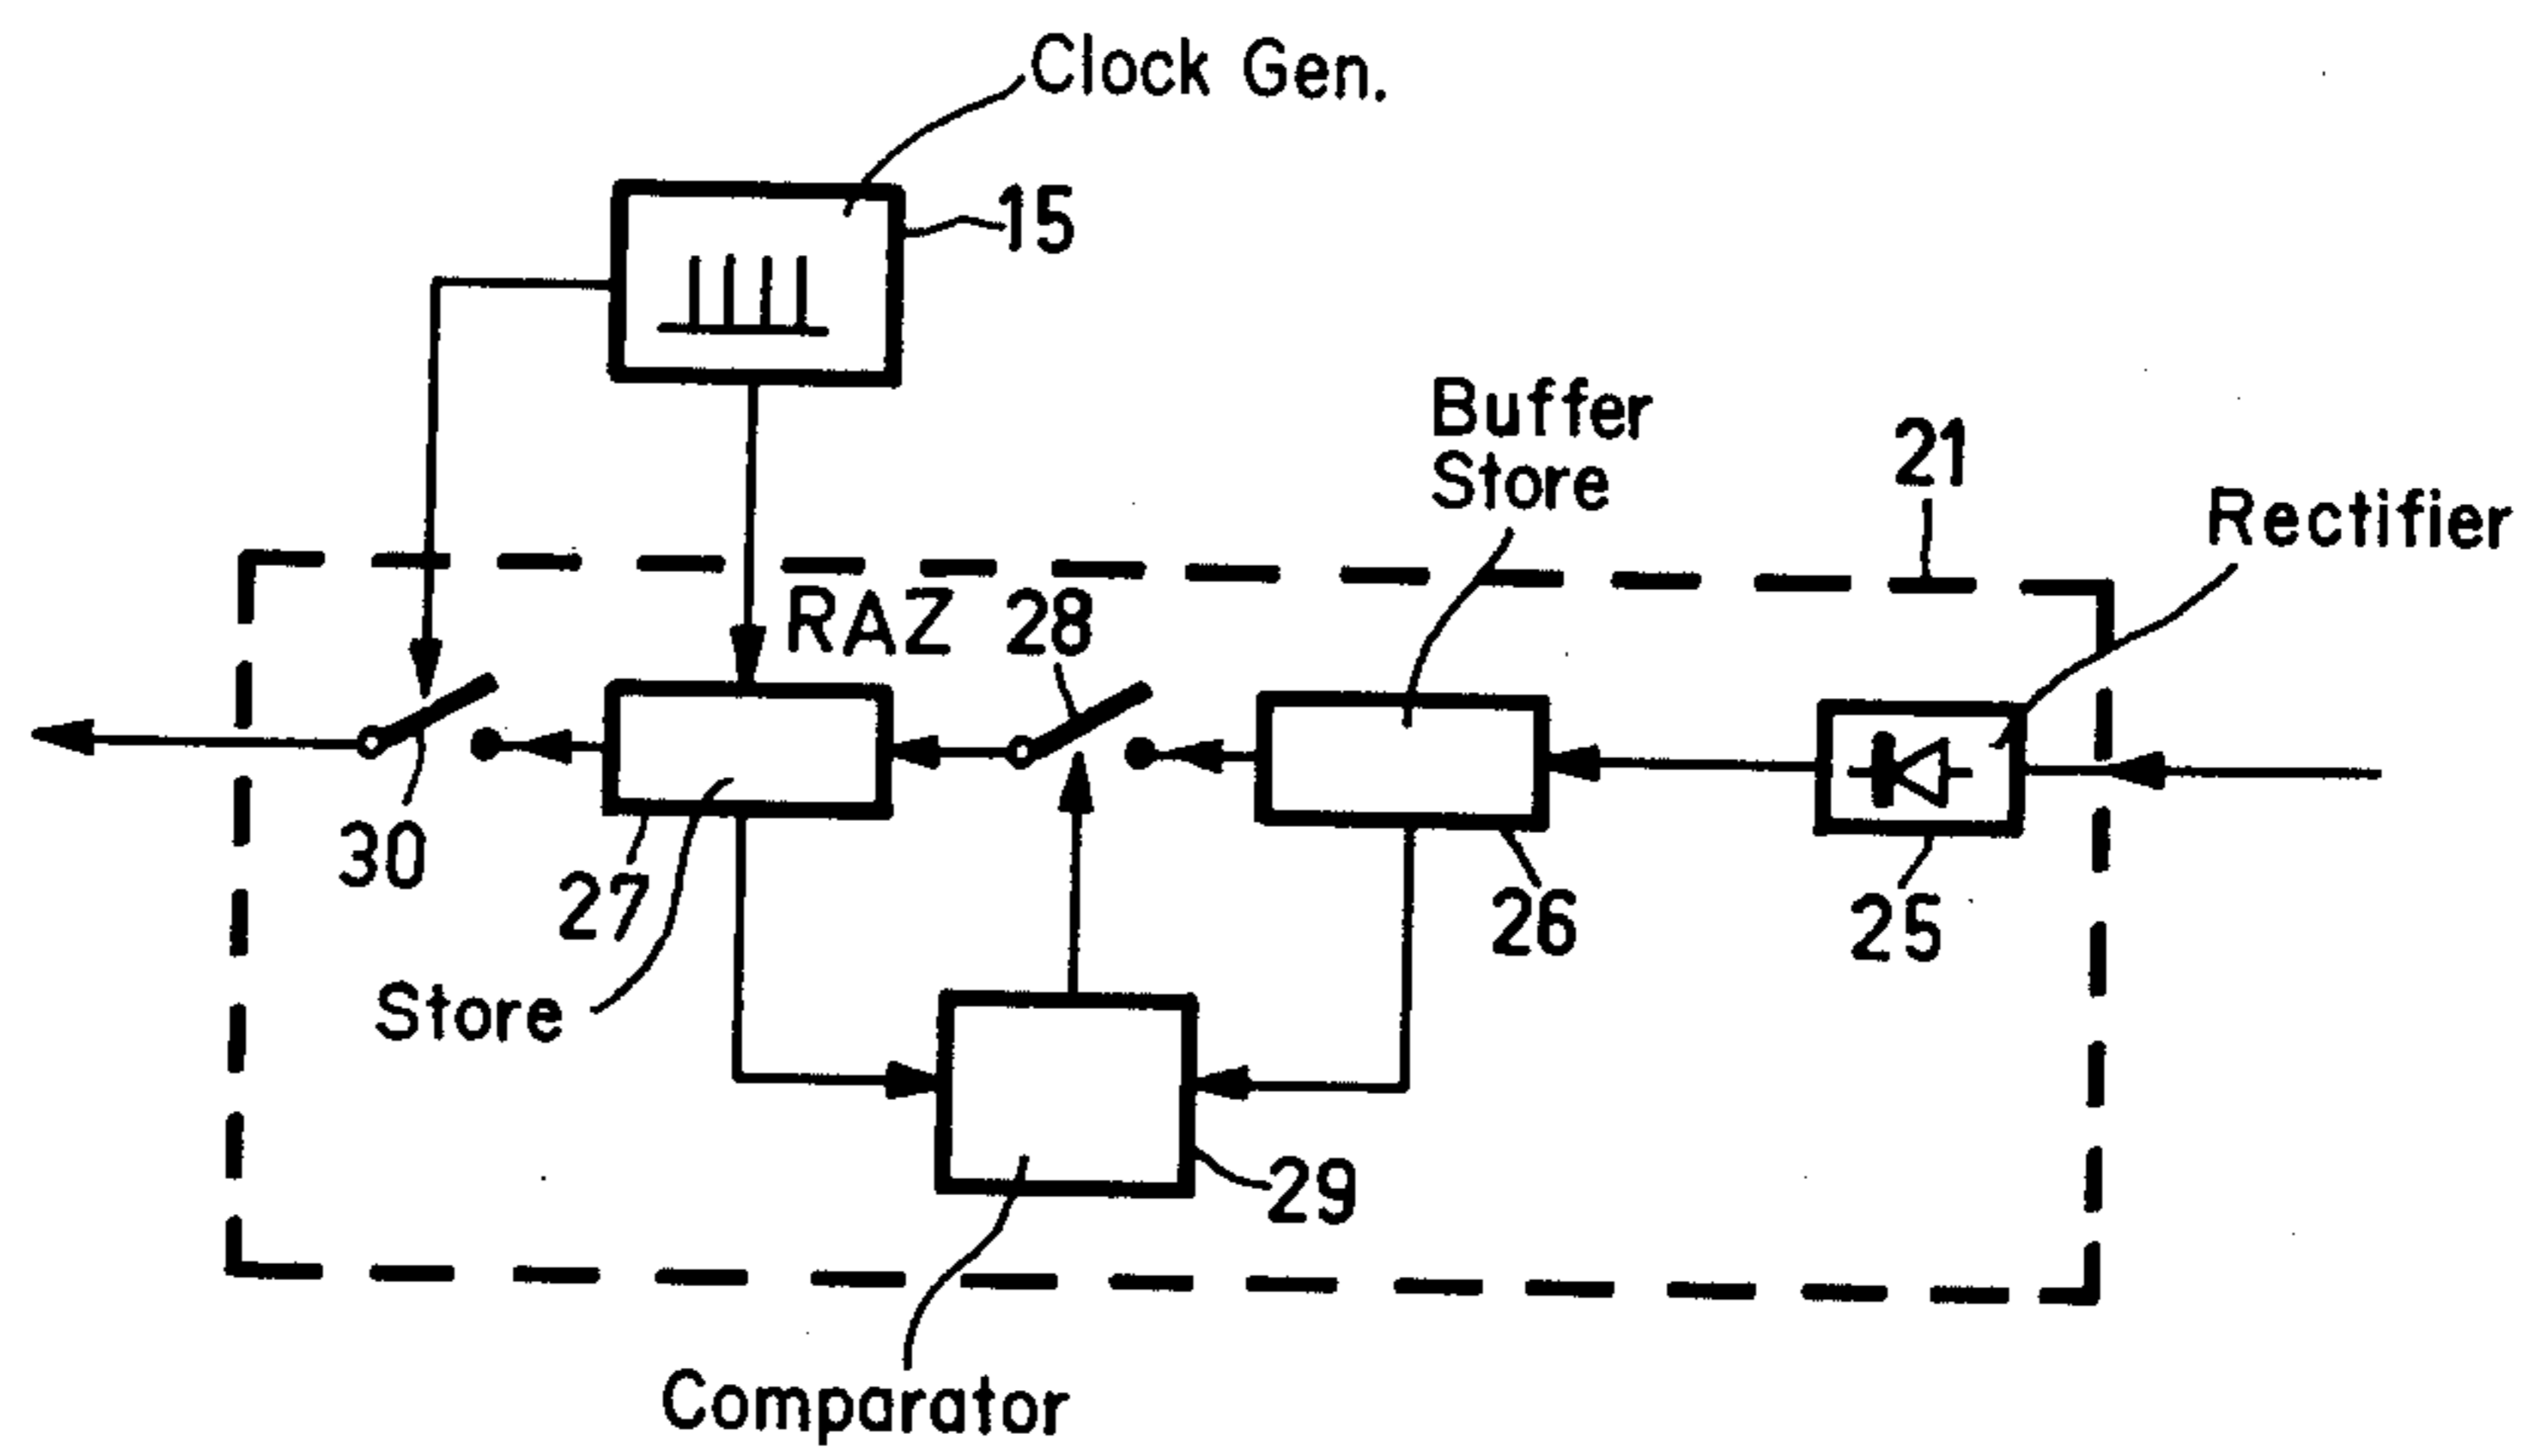 Clock Gen.
15
Buffer
Store
21
Rectifier
RAZ
28
30
27
26
25
Store
29
Comparator